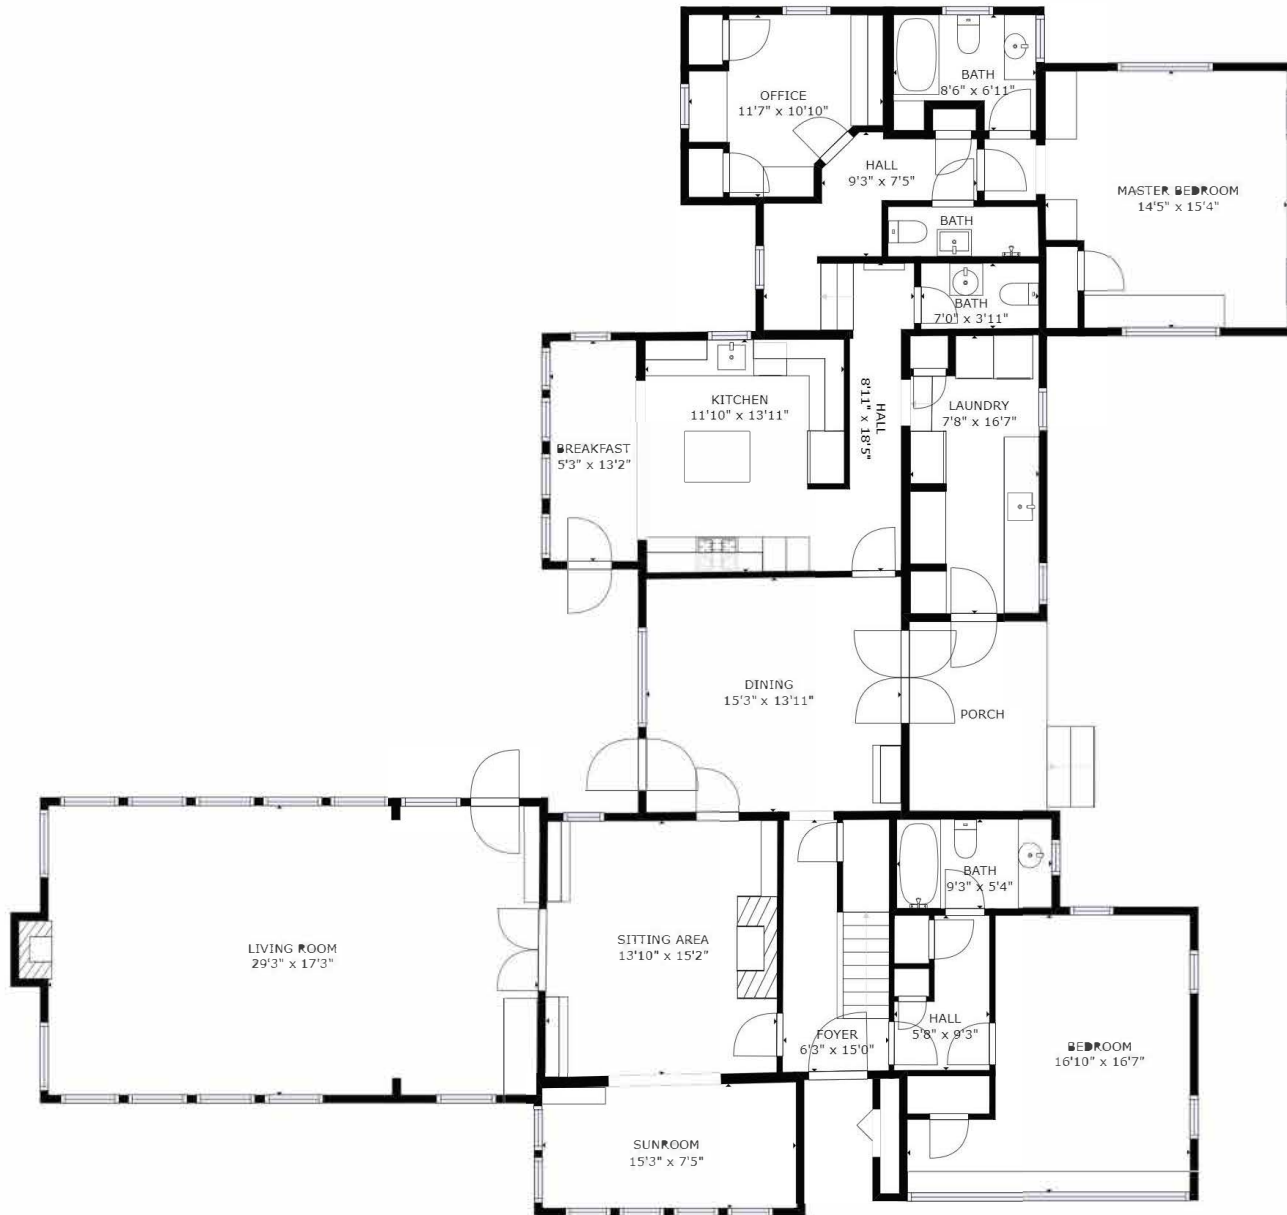 OFFICE
11'7" x 10'10"
BATH
8'6" x 6'11"
HALL
9'3" x 7'5"
MASTER BEDROOM
14'5" x 15'4"
BATH
BATH
7'0" x 3'11"
KITCHEN
11'10" x 13'11"
HALL
8'11" x 18'5"
LAUNDRY
7'8" x 16'7"
BREAKFAST
5'3" x 13'2"
DINING
15'3" x 13'11"
PORCH
BATH
9'3" x 5'4"
LIVING ROOM
29'3" x 17'3"
SITTING AREA
13'10" x 15'2"
FOYER
6'3" x 15'0"
HALL
5'8" x 9'3"
BEDROOM
16'10" x 16'7"
SUNROOM
15'3" x 7'5"